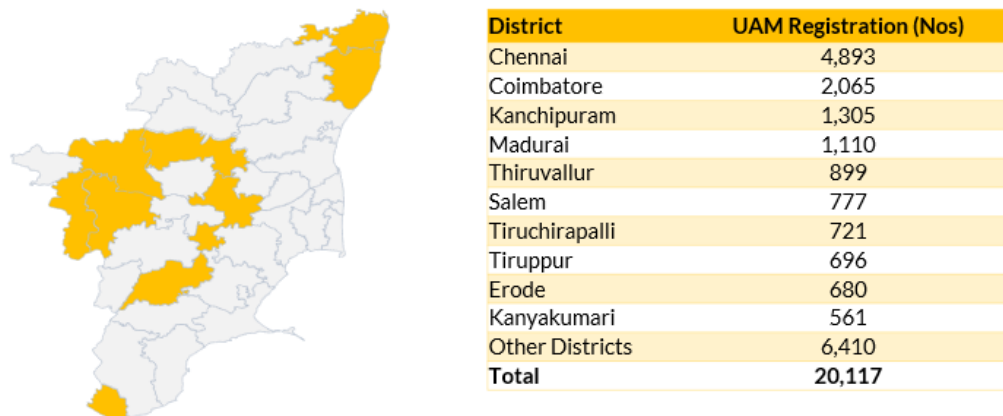 District UAM Registration (Nos)
Chennai 4,893
Coimbatore 2,065
Kanchipuram 1,305
Madurai 1,110
Thiruvallur 899
Salem 777
Tiruchirapalli 721
Tiruppur 696
Erode 680
Kanyakumari 561
Other Districts 6,410
Total 20,117